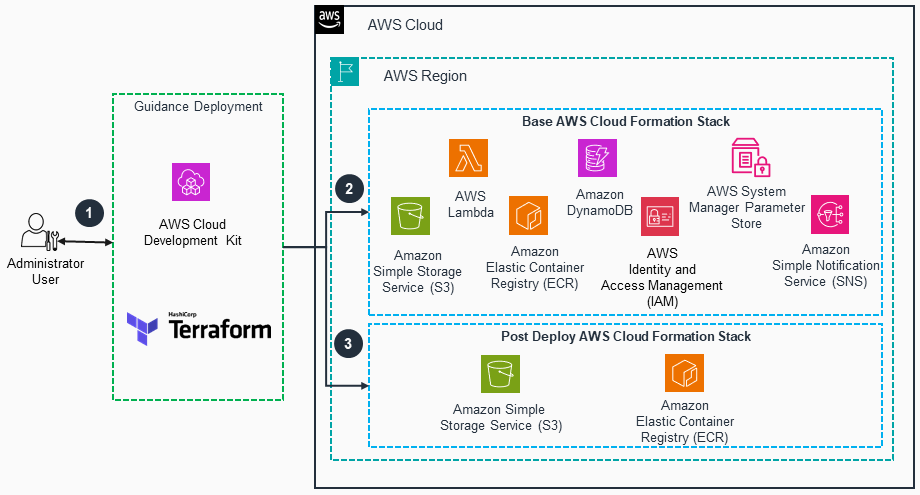 aws
AWS Cloud
AWS Region
Guidance Deployment
AWS Cloud
Development Kit
HashiCorp
Terraform
1
Administrator
User
2
Base AWS Cloud Formation Stack
AWS
Lambda
Amazon
DynamoDB
AWS System
Manager Parameter
Store
Amazon
Simple Storage
Service (S3)
Amazon
Elastic Container
Registry (ECR)
AWS
Identity and
Access Management
(IAM)
Amazon
Simple Notification
Service (SNS)
3
Post Deploy AWS Cloud Formation Stack
Amazon Simple
Storage Service (S3)
Amazon
Elastic Container
Registry (ECR)